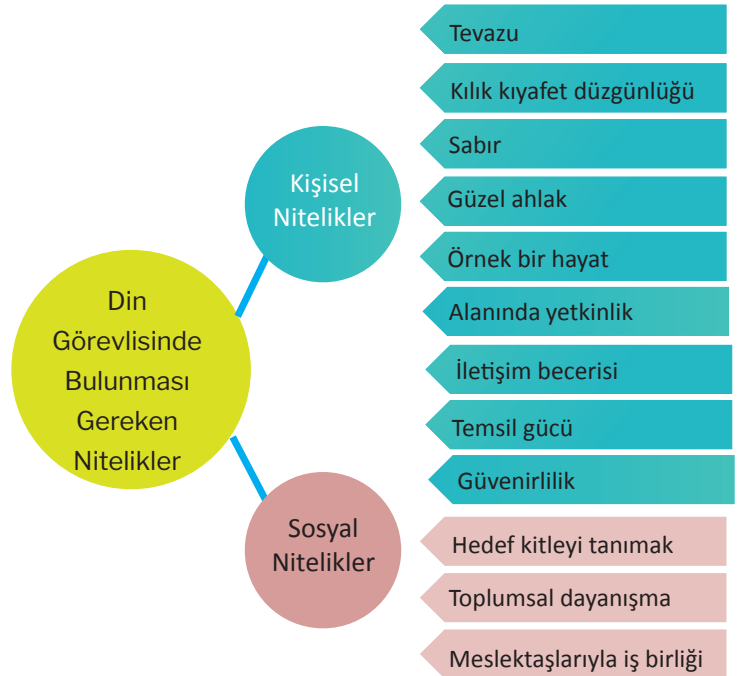 Din
Görevlisinde
Bulunması
Gereken
Nitelikler
Kişisel
Nitelikler
Tevazu
Kılık kıyafet düzgünlüğü
Sabır
Güzel ahlak
Örnek bir hayat
Alanında yetkinlik
İletişim becerisi
Temsil gücü
Güvenirlilik
Sosyal
Nitelikler
Hedef kitleyi tanımak
Toplumsal dayanışma
Meslektaşlarıyla iş birliği